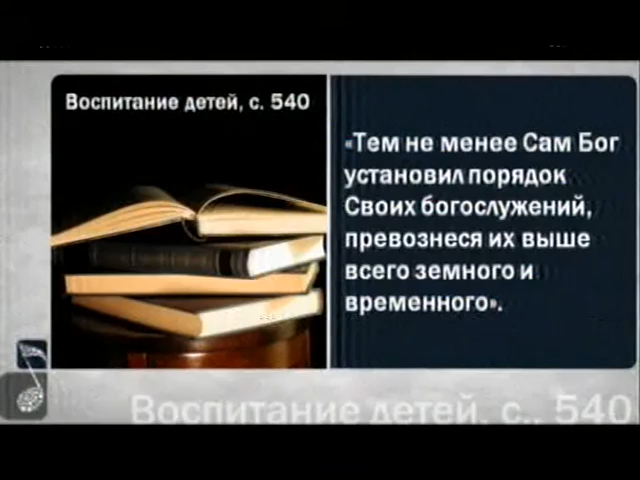 Воспитание детей, с. 540
«Тем не менее Сам Бог
установил порядок
Своих богослужений,
превознеся их выше
всего земного и
временного».
Воспитание детей, с., 540